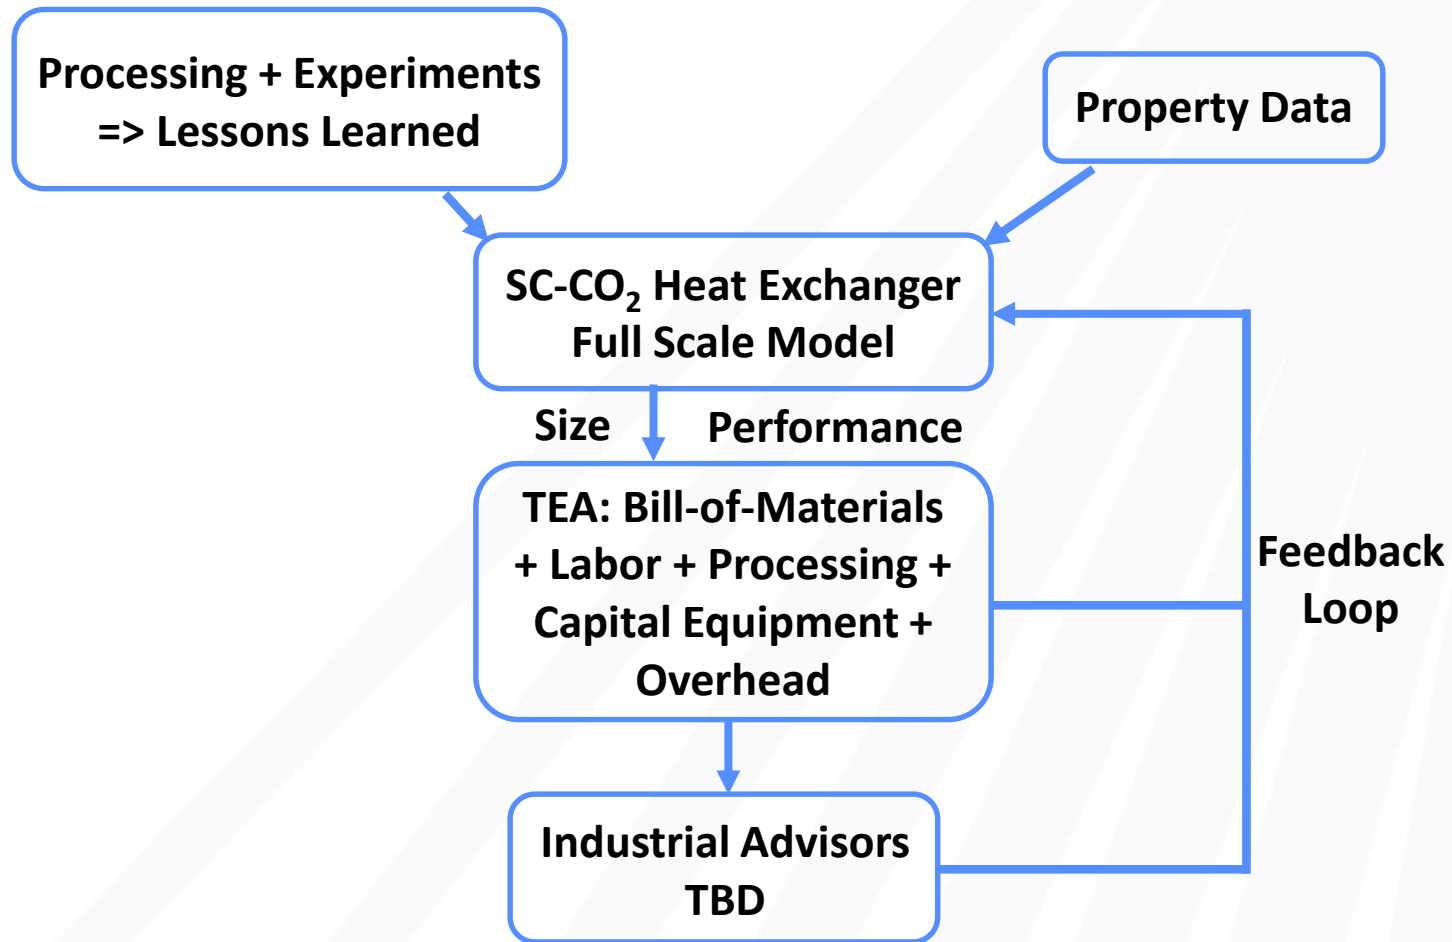 Processing + Experiments
=> Lessons Learned
Property Data
SC-CO₂ Heat Exchanger
Full Scale Model
Size
Performance
TEA: Bill-of-Materials
+ Labor + Processing +
Capital Equipment +
Overhead
Feedback
Loop
Industrial Advisors
TBD